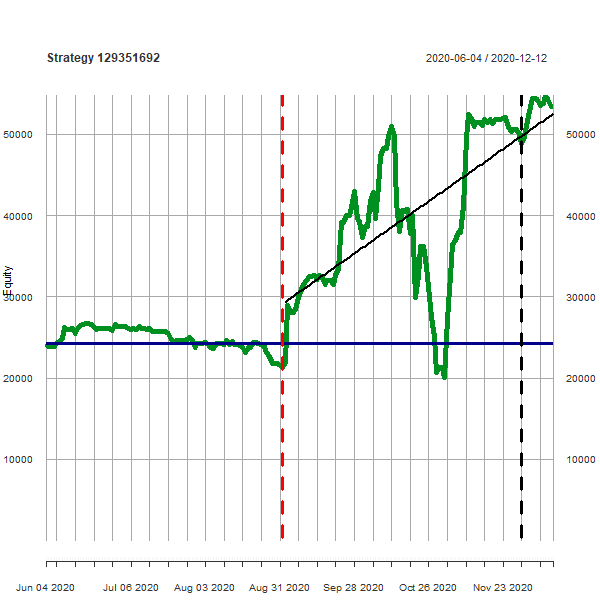 Strategy 129351692
2020-06-04 / 2020-12-12
50000
50000
40000
40000
Equity
30000
30000
20000
20000
10000
10000
Jun 04 2020
Jul 06 2020
Aug 03 2020
Aug 31 2020
Sep 28 2020
Oct 26 2020
Nov 23 2020